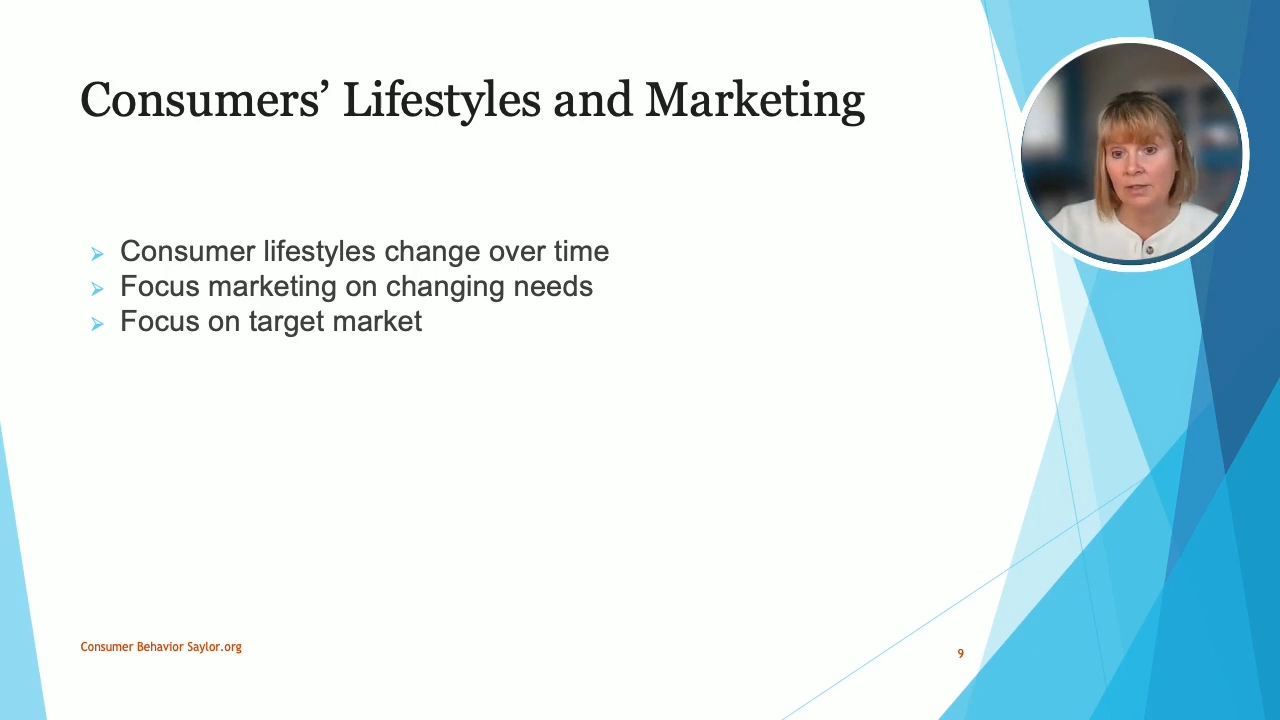 Consumers’ Lifestyles and Marketing
Consumer lifestyles change over time
Focus marketing on changing needs
Focus on target market
Consumer Behavior Saylor.org
9